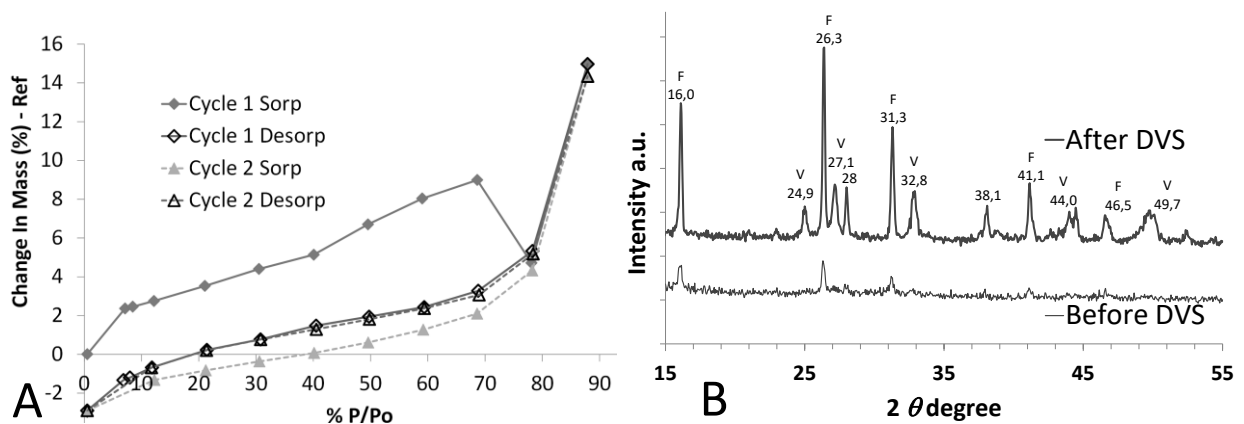 16
14
12
10
8
6
4
2
0
-2
0 10 20 30 40 50 60 70 80 90
Change In Mass (%) - Ref
% P/Po
Cycle 1 Sorp
Cycle 1 Desorp
Cycle 2 Sorp
Cycle 2 Desorp
A
F
16,0
V
24,9
F
26,3
V
27,1
28
F
31,3
V
32,8
38,1
F
41,1
V
44,0
F
46,5
V
49,7
After DVS
Before DVS
Intensity a.u.
15 25 35 45 55
2 θ degree
B